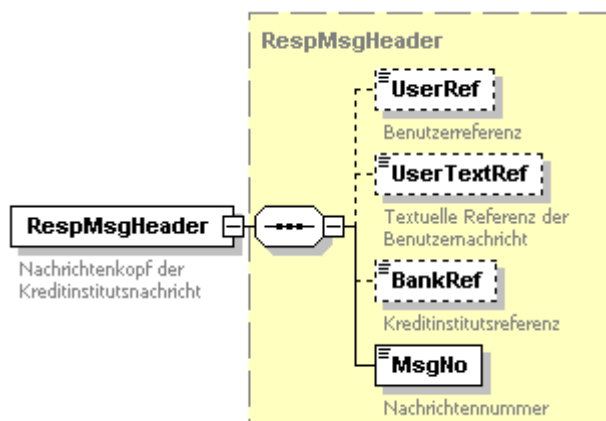 RespMsgHeader
UserRef
Benutzerreferenz
UserTextRef
Textuelle Referenz der
Benutzernachricht
RespMsgHeader
Nachrichtenkopf der
Kreditinstitutsnachricht
BankRef
Kreditinstitutsreferenz
MsgNo
Nachrichtennummer